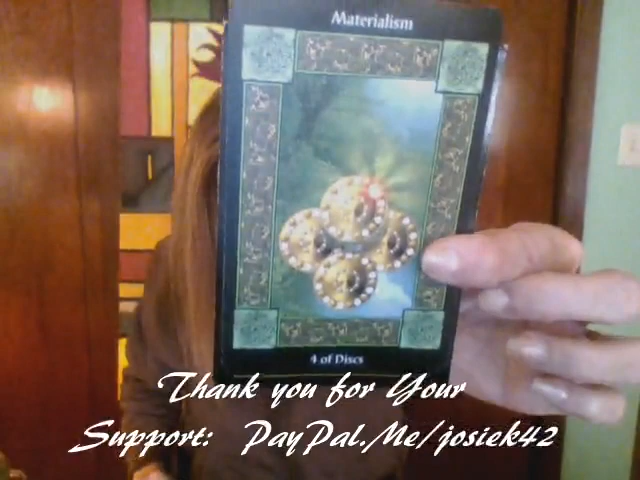 Materialism
4 of Discs
Thank you for Your
Support: PayPal.Me/josiek42